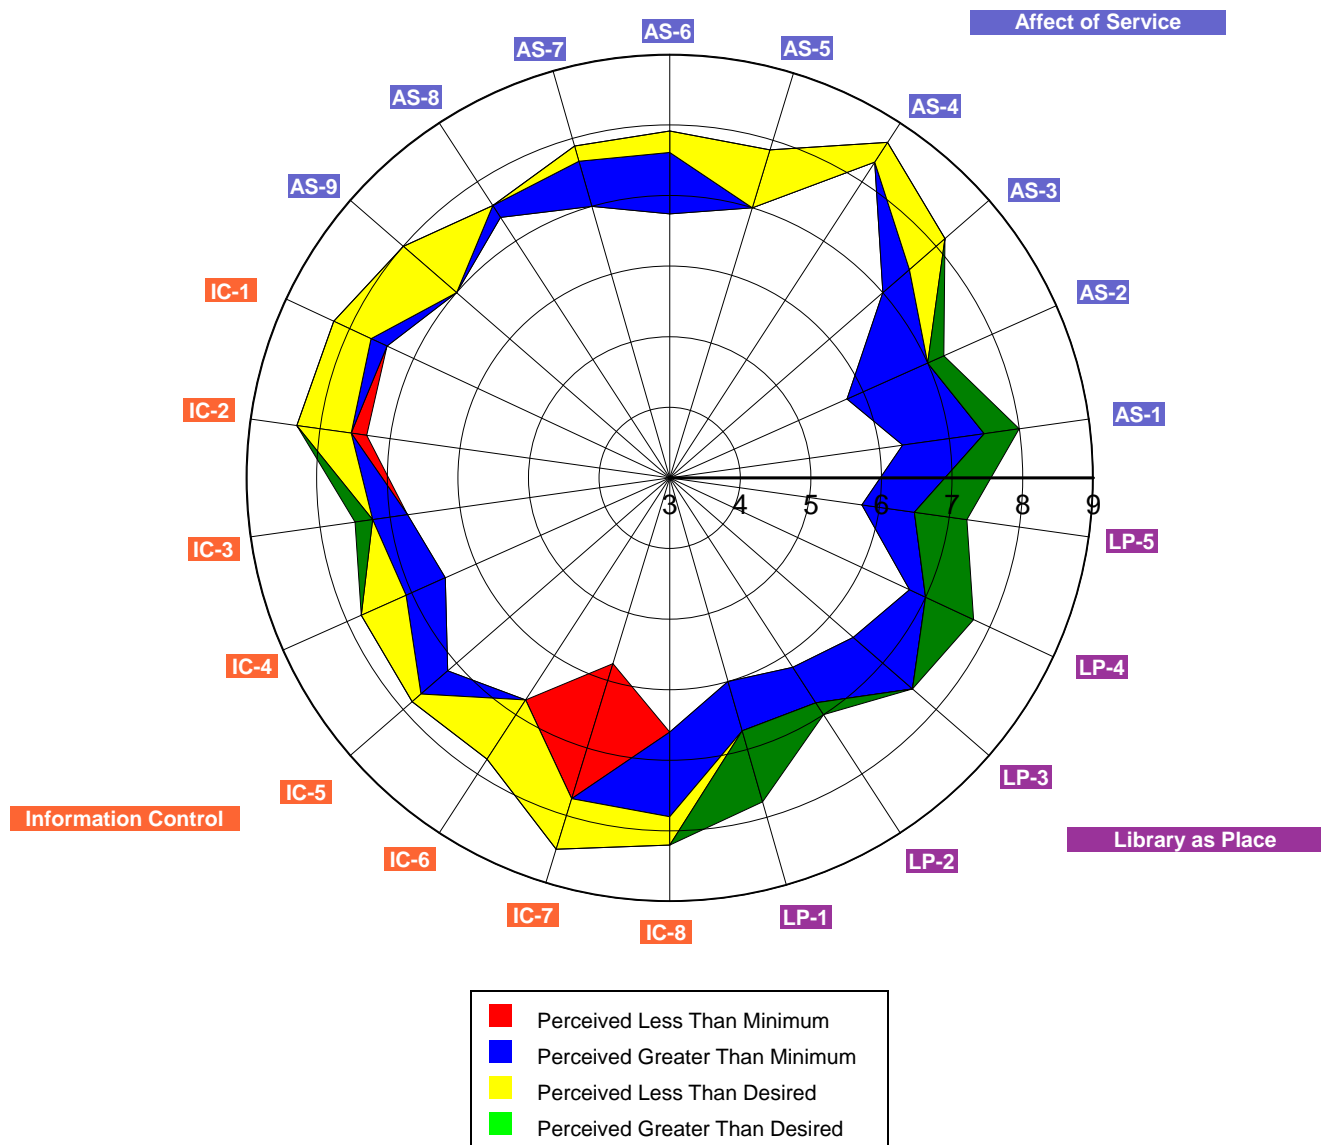 Affect of Service
AS-6
AS-7
AS-5
AS-8
AS-4
AS-9
AS-3
IC-1
AS-2
IC-2
AS-1
3 4 5 6 7 8 9
IC-3
LP-5
IC-4
LP-4
IC-5
LP-3
Information Control
Library as Place
IC-6
LP-2
IC-7
LP-1
IC-8
Perceived Less Than Minimum
Perceived Greater Than Minimum
Perceived Less Than Desired
Perceived Greater Than Desired